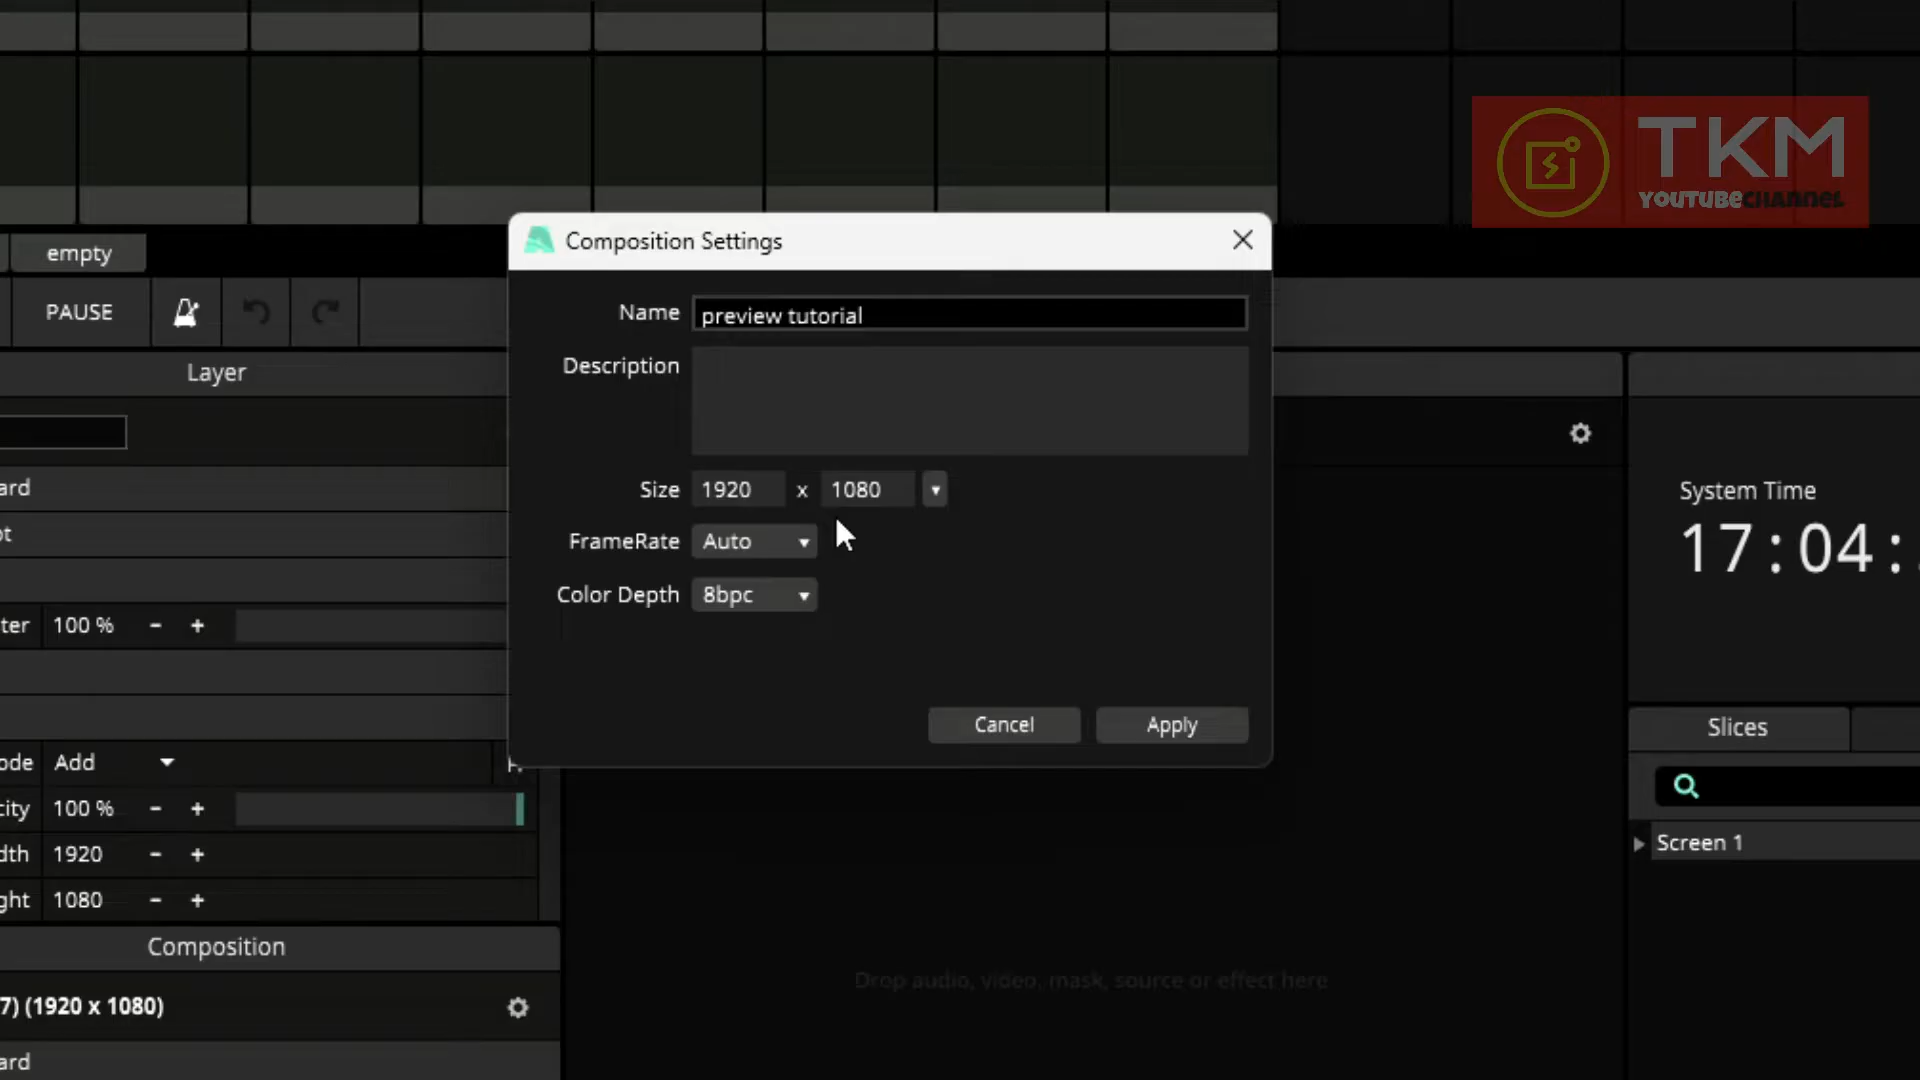 TKM
YOUTUBECHANNEL
empty
PAUSE
Layer
Composition Settings
Name preview tutorial
Description
Size 1920 x 1080
FrameRate Auto
Color Depth 8bpc
Cancel Apply
ard
ot
ter 100 % - +
ode Add
city 100 % - +
dth 1920 - +
ght 1080 - +
Composition
7) (1920 x 1080)
ard
System Time
17:04:
Slices
Screen 1
Drop audio, video, mask, source or effect here